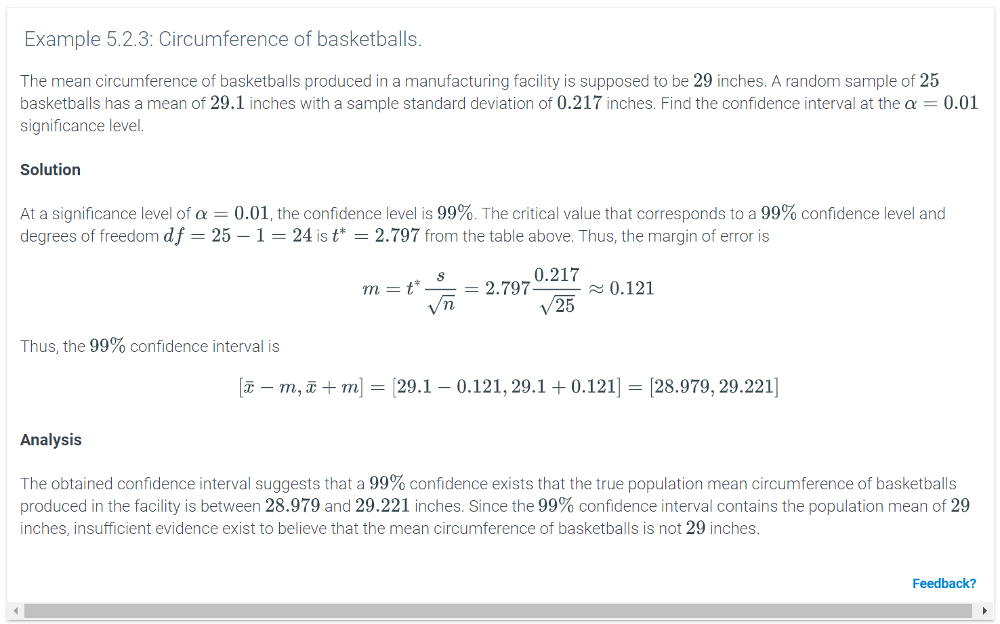 Example 5.2.3: Circumference of basketballs.
The mean circumference of basketballs produced in a manufacturing facility is supposed to be 29 inches. A random sample of 25
basketballs has a mean of 29.1 inches with a sample standard deviation of 0.217 inches. Find the confidence interval at the α = 0.01
significance level.
Solution
At a significance level of α = 0.01, the confidence level is 99%. The critical value that corresponds to a 99% confidence level and
degrees of freedom df = 25 − 1 = 24 is t* = 2.797 from the table above. Thus, the margin of error is
m = t* s/√n = 2.797 0.217/√25 ≈ 0.121
Thus, the 99% confidence interval is
[x̄ − m, x̄ + m] = [29.1 − 0.121, 29.1 + 0.121] = [28.979, 29.221]
Analysis
The obtained confidence interval suggests that a 99% confidence exists that the true population mean circumference of basketballs
produced in the facility is between 28.979 and 29.221 inches. Since the 99% confidence interval contains the population mean of 29
inches, insufficient evidence exist to believe that the mean circumference of basketballs is not 29 inches.
Feedback?